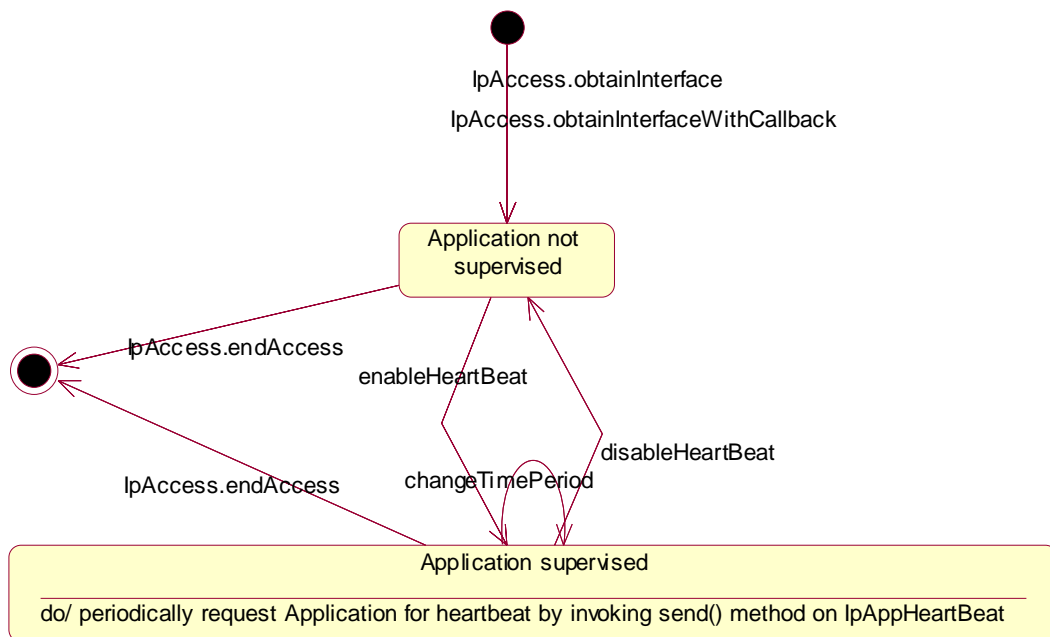 IpAccess.obtainInterface
IpAccess.obtainInterfaceWithCallback
Application not
supervised
IpAccess.endAccess
enableHeartBeat
disableHeartBeat
changeTimePeriod
IpAccess.endAccess
Application supervised
do/ periodically request Application for heartbeat by invoking send() method on IpAppHeartBeat